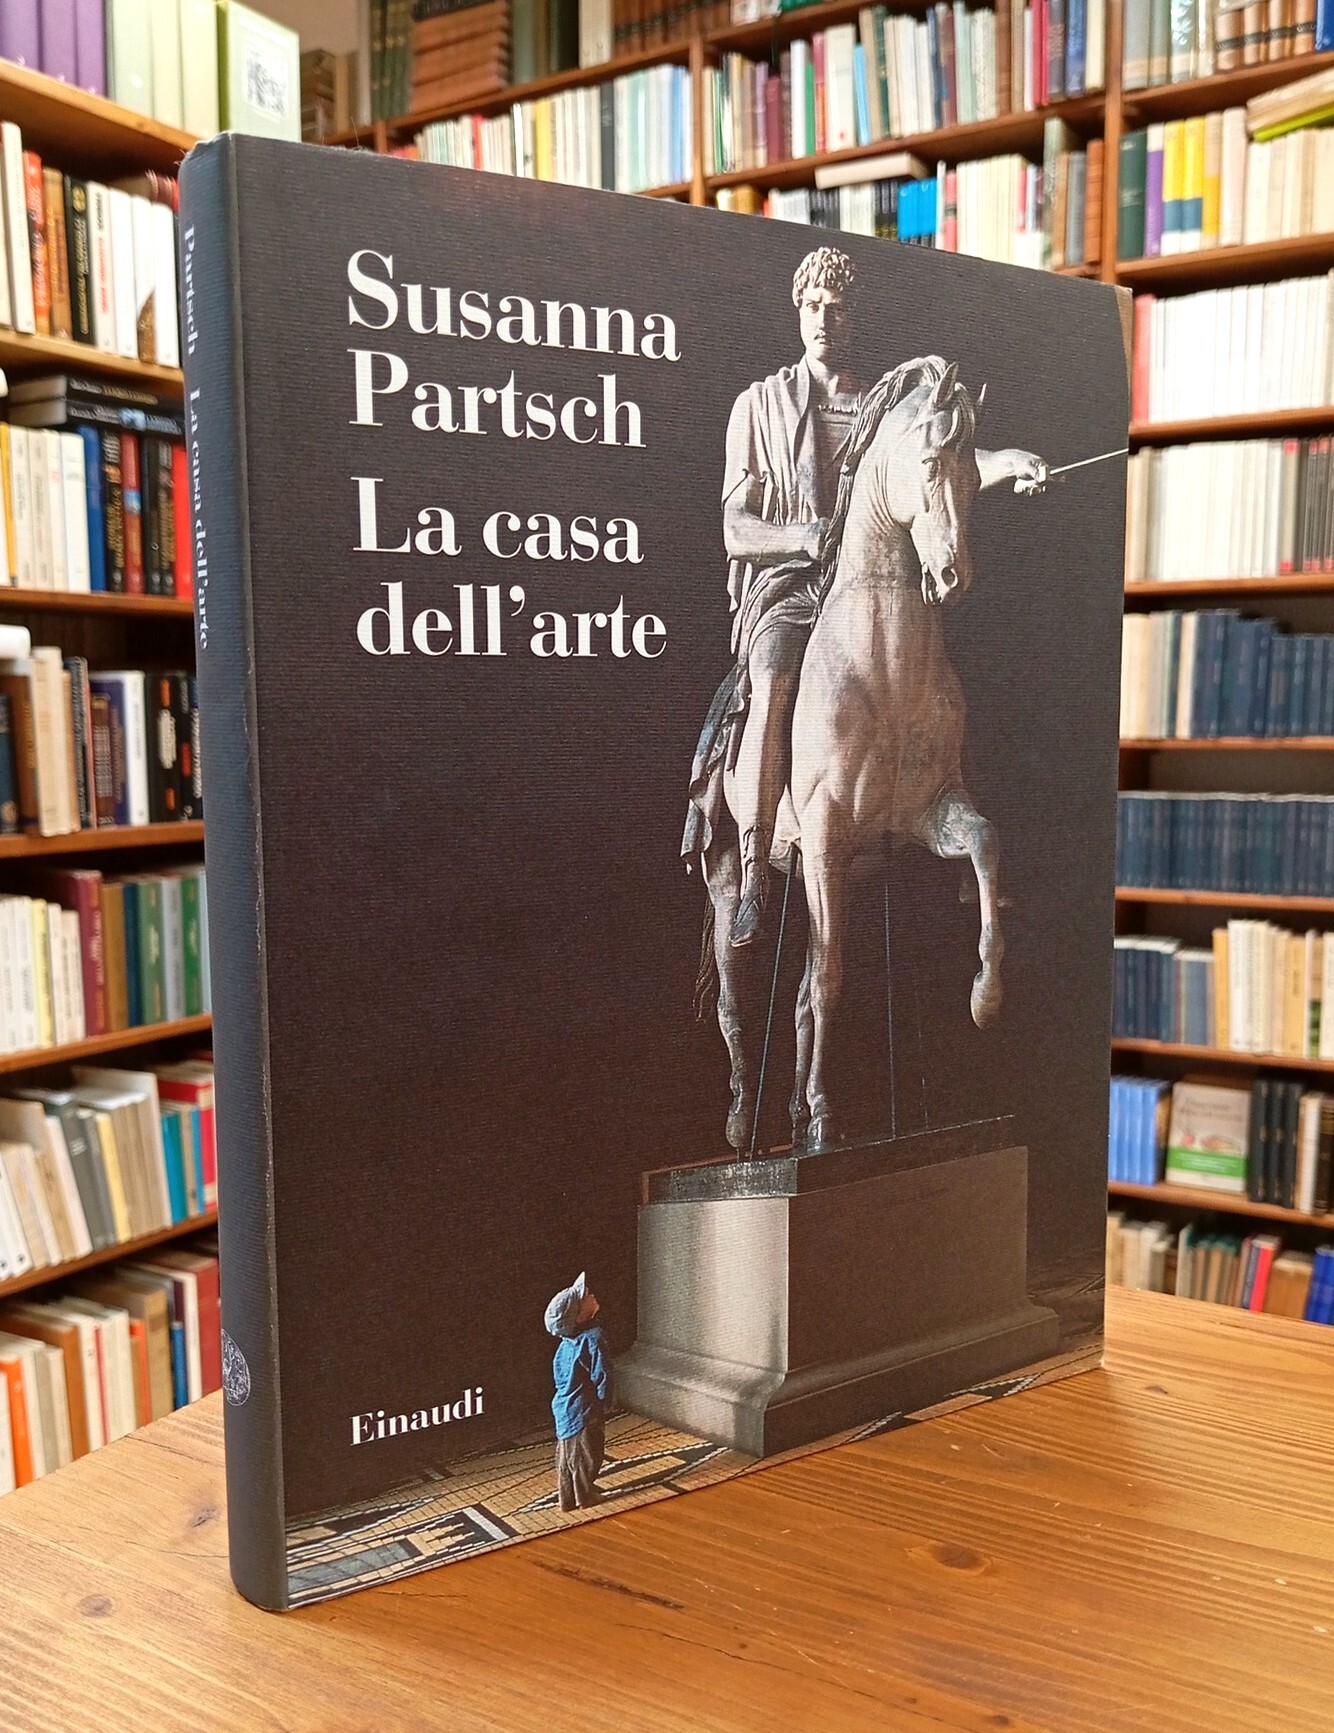 Susanna
Partsch
La casa
dell’arte
Einaudi
Partsch La casa dell’arte